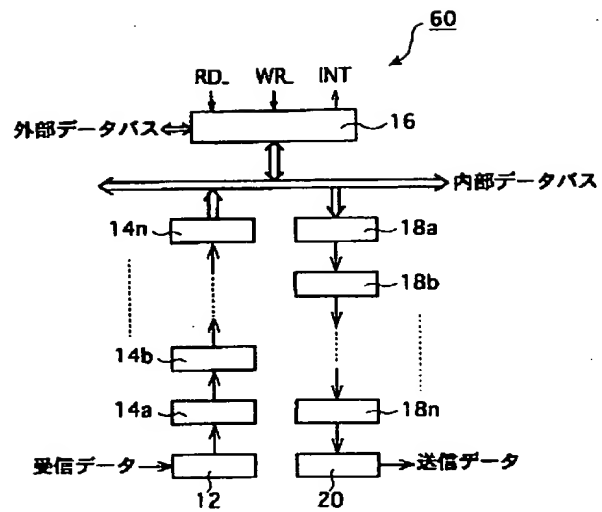 60
RD_ WR_ INT
外部データバス 16
内部データバス
14n 18a
18b
14b
14a 18n
受信データ 送信データ
12 20